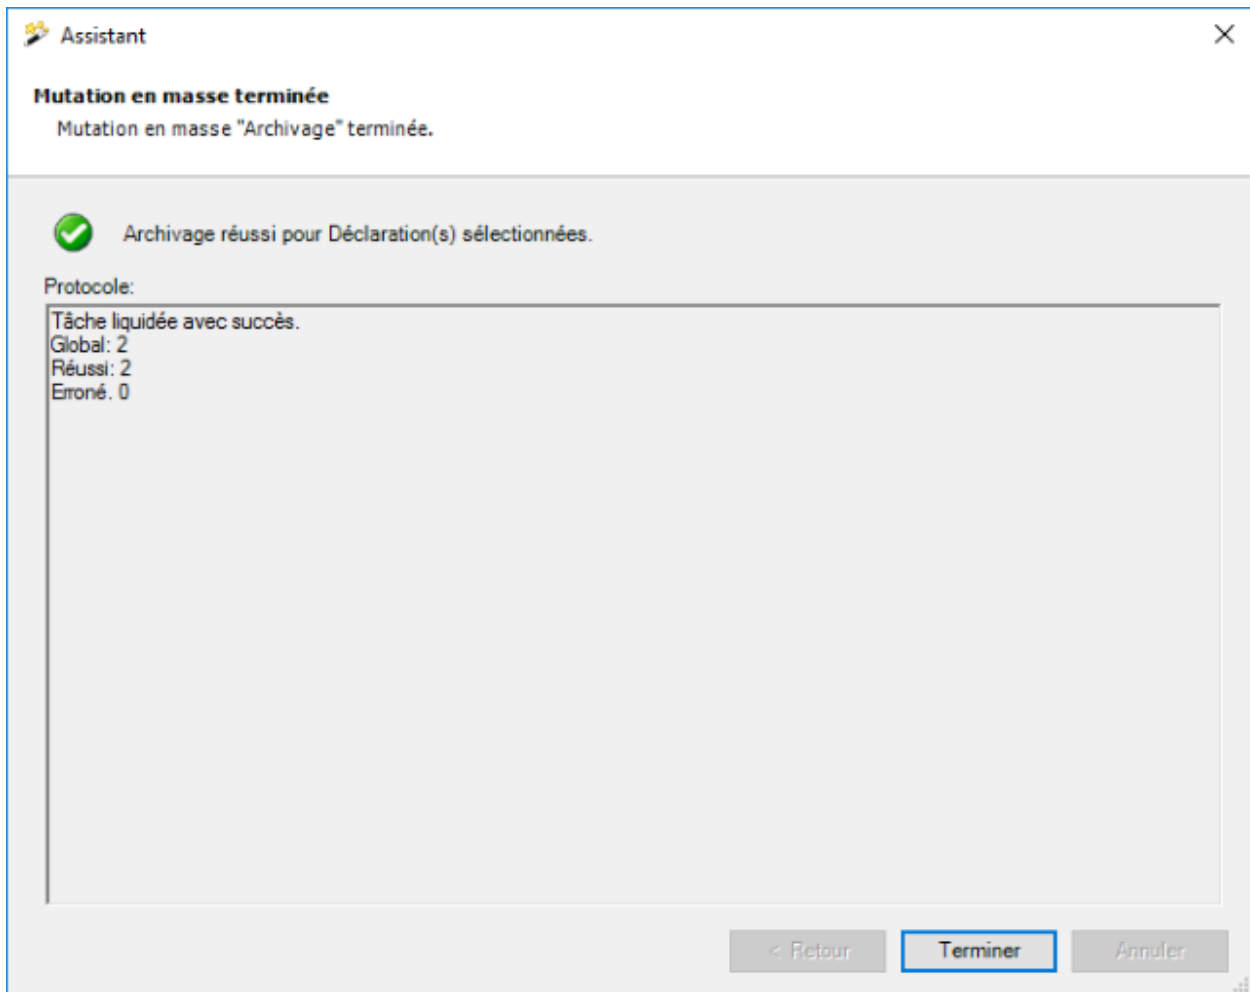 Assistant
Mutation en masse terminée
Mutation en masse "Archivage" terminée.
Archivage réussi pour Déclaration(s) sélectionnées.
Protocole:
Tâche liquidée avec succès.
Global: 2
Réussi: 2
Erroné. 0
< Retour
Terminer
Annuler